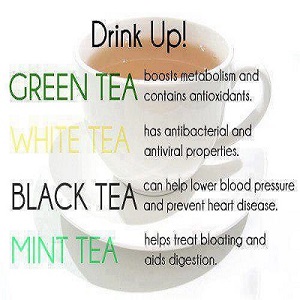 Drink Up!
GREEN TEA boosts metabolism and
contains antioxidants.
WHITE TEA has antibacterial and
antiviral properties.
BLACK TEA can help lower blood pressure
and prevent heart disease.
MINT TEA helps treat bloating and
aids digestion.